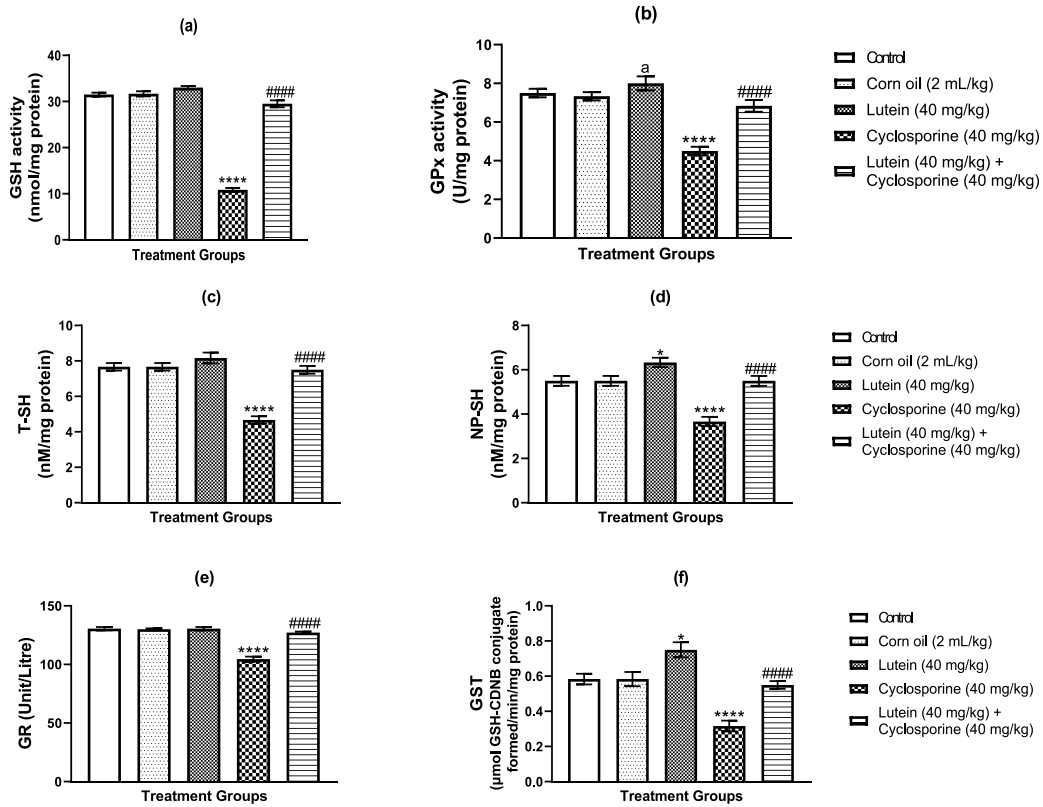 (a)
GSH activity
(nmol/mg protein)
40
30
20
10
0
****
####
Treatment Groups
(b)
GPx activity
(U/mg protein)
10
8
6
4
2
0
a
****
####
Treatment Groups
Control
Corn oil (2 mL/kg)
Lutein (40 mg/kg)
Cyclosporine (40 mg/kg)
Lutein (40 mg/kg) +
Cyclosporine (40 mg/kg)
(c)
T-SH
(nM/mg protein)
10
8
6
4
2
0
****
####
Treatment Groups
(d)
NP-SH
(nM/mg protein)
8
6
4
2
0
*
****
####
Treatment Groups
Control
Corn oil (2 mL/kg)
Lutein (40 mg/kg)
Cyclosporine (40 mg/kg)
Lutein (40 mg/kg) +
Cyclosporine (40 mg/kg)
(e)
GR (Unit/Litre)
150
100
50
0
****
####
Treatment Groups
(f)
GST
(µmol GSH-CDNB conjugate
formed/min/mg protein)
1.0
0.8
0.6
0.4
0.2
0.0
*
****
####
Treatment Groups
Control
Corn oil (2 mL/kg)
Lutein (40 mg/kg)
Cyclosporine (40 mg/kg)
Lutein (40 mg/kg) +
Cyclosporine (40 mg/kg)